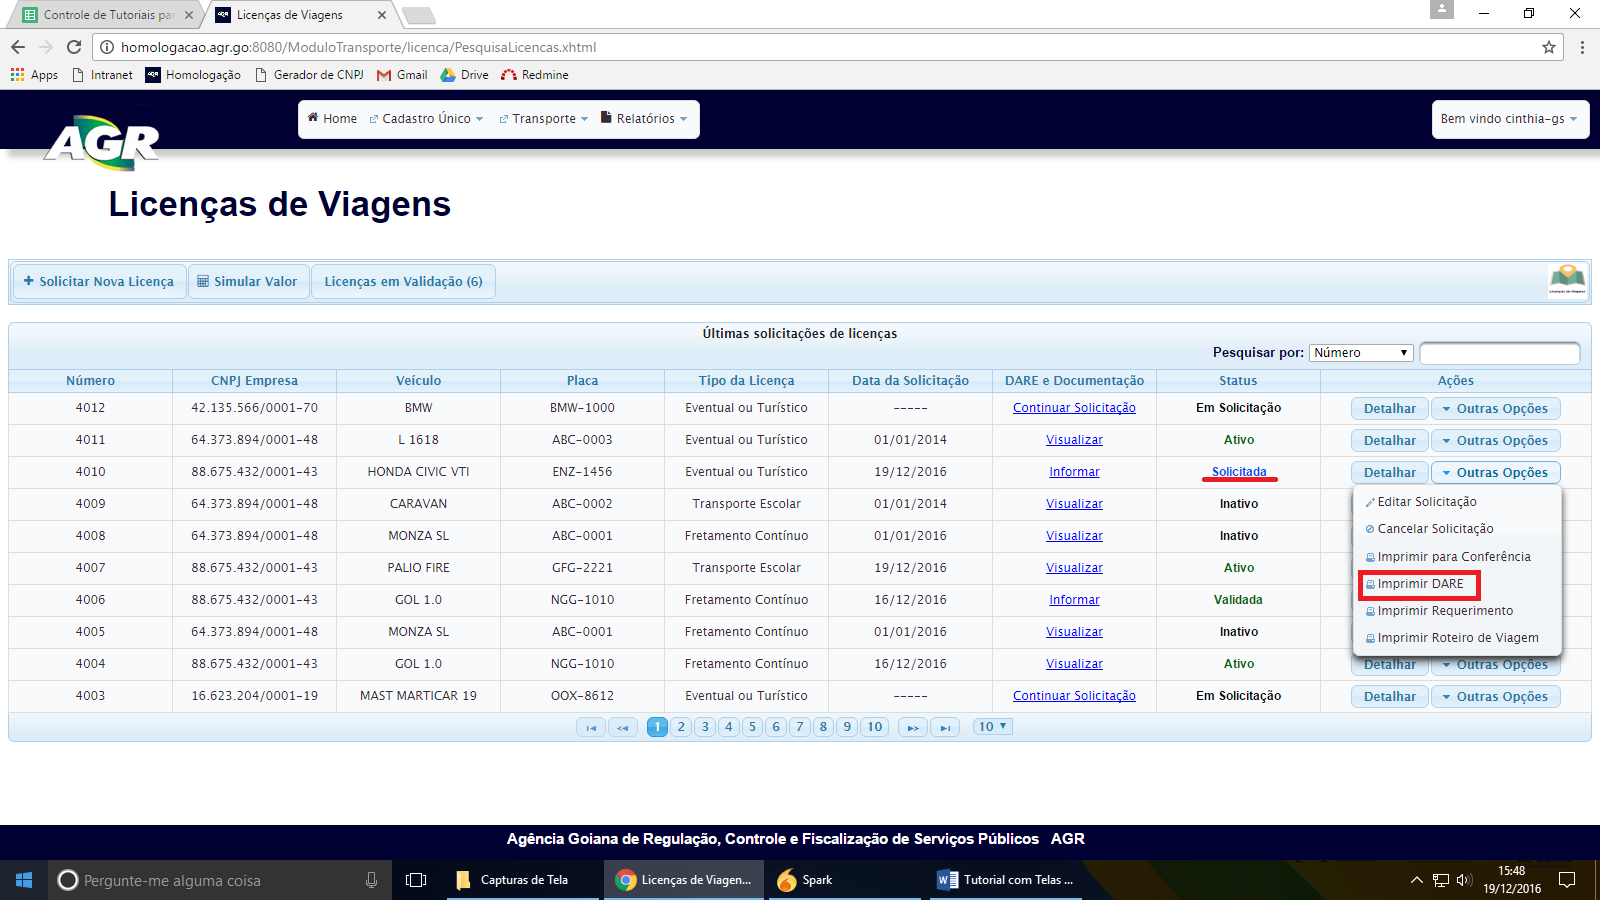 Controle de Tutoriais par
Licenças de Viagens
homologacao.agr.go:8080/ModuloTransporte/licenca/PesquisaLicencas.xhtml
Apps Intranet Homologação Gerador de CNPJ Gmail Drive Redmine
AGR
Home Cadastro Único Transporte Relatórios
Bem vindo cinthia-gs
Licenças de Viagens
Solicitar Nova Licença Simular Valor Licenças em Validação (6)
Licenças de Viagens
Últimas solicitações de licenças
Pesquisar por: Número
Número CNPJ Empresa Veículo Placa Tipo da Licença Data da Solicitação DARE e Documentação Status Ações
4012 42.135.566/0001-70 BMW BMW-1000 Eventual ou Turístico ----- Continuar Solicitação Em Solicitação Detalhar Outras Opções
4011 64.373.894/0001-48 L 1618 ABC-0003 Eventual ou Turístico 01/01/2014 Visualizar Ativo Detalhar Outras Opções
4010 88.675.432/0001-43 HONDA CIVIC VTI ENZ-1456 Eventual ou Turístico 19/12/2016 Informar Solicitada Detalhar Outras Opções
4009 64.373.894/0001-48 CARAVAN ABC-0002 Transporte Escolar 01/01/2014 Visualizar Inativo
4008 64.373.894/0001-48 MONZA SL ABC-0001 Fretamento Contínuo 01/01/2016 Visualizar Inativo
4007 88.675.432/0001-43 PALIO FIRE GFG-2221 Transporte Escolar 19/12/2016 Visualizar Ativo
4006 88.675.432/0001-43 GOL 1.0 NGG-1010 Fretamento Contínuo 16/12/2016 Informar Validada
4005 64.373.894/0001-48 MONZA SL ABC-0001 Fretamento Contínuo 01/01/2016 Visualizar Inativo
4004 88.675.432/0001-43 GOL 1.0 NGG-1010 Fretamento Contínuo 16/12/2016 Visualizar Ativo Detalhar Outras Opções
4003 16.623.204/0001-19 MAST MARTICAR 19 OOX-8612 Eventual ou Turístico ----- Continuar Solicitação Em Solicitação Detalhar Outras Opções
Editar Solicitação
Cancelar Solicitação
Imprimir para Conferência
Imprimir DARE
Imprimir Requerimento
Imprimir Roteiro de Viagem
1 2 3 4 5 6 7 8 9 10 10
Agência Goiana de Regulação, Controle e Fiscalização de Serviços Públicos AGR
Pergunte-me alguma coisa
Capturas de Tela
Licenças de Viagen...
Spark
Tutorial com Telas ...
15:48
19/12/2016